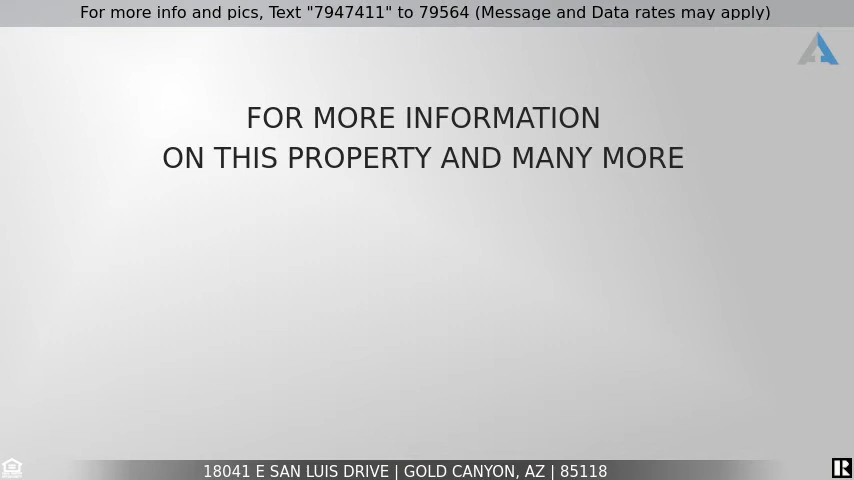 For more info and pics, Text "7947411" to 79564 (Message and Data rates may apply)
FOR MORE INFORMATION
ON THIS PROPERTY AND MANY MORE
18041 E SAN LUIS DRIVE | GOLD CANYON, AZ | 85118